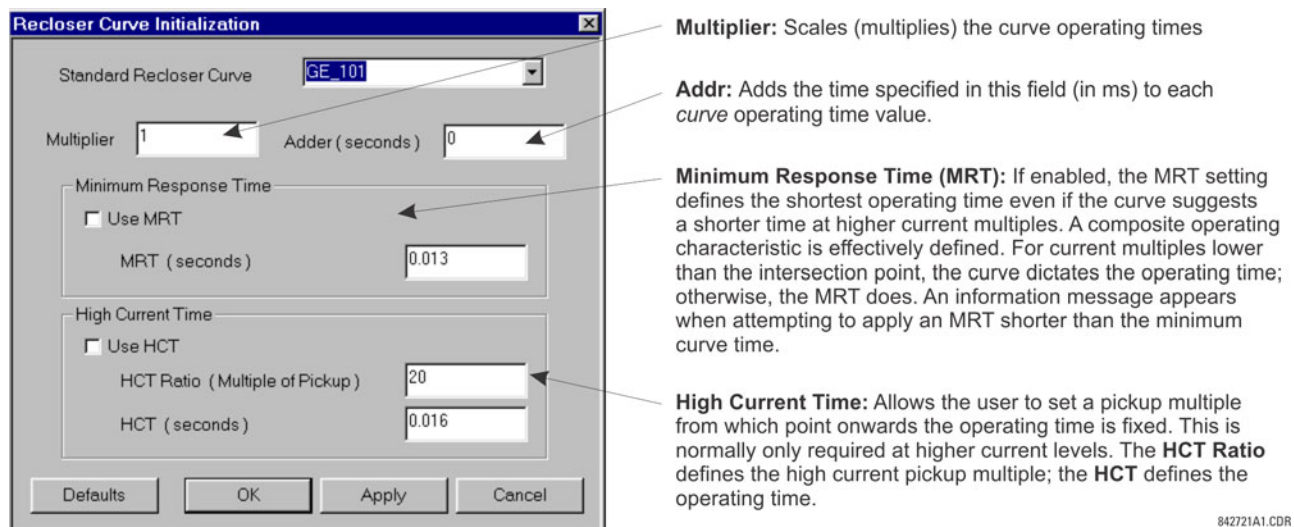 Recloser Curve Initialization
Standard Recloser Curve GE_101
Multiplier 1 Adder ( seconds ) 0
Minimum Response Time
Use MRT
MRT ( seconds ) 0.013
High Current Time
Use HCT
HCT Ratio ( Multiple of Pickup ) 20
HCT ( seconds ) 0.016
Defaults OK Apply Cancel
Multiplier: Scales (multiplies) the curve operating times
Addr: Adds the time specified in this field (in ms) to each
curve operating time value.
Minimum Response Time (MRT): If enabled, the MRT setting
defines the shortest operating time even if the curve suggests
a shorter time at higher current multiples. A composite operating
characteristic is effectively defined. For current multiples lower
than the intersection point, the curve dictates the operating time;
otherwise, the MRT does. An information message appears
when attempting to apply an MRT shorter than the minimum
curve time.
High Current Time: Allows the user to set a pickup multiple
from which point onwards the operating time is fixed. This is
normally only required at higher current levels. The HCT Ratio
defines the high current pickup multiple; the HCT defines the
operating time.
842721A1.CDR